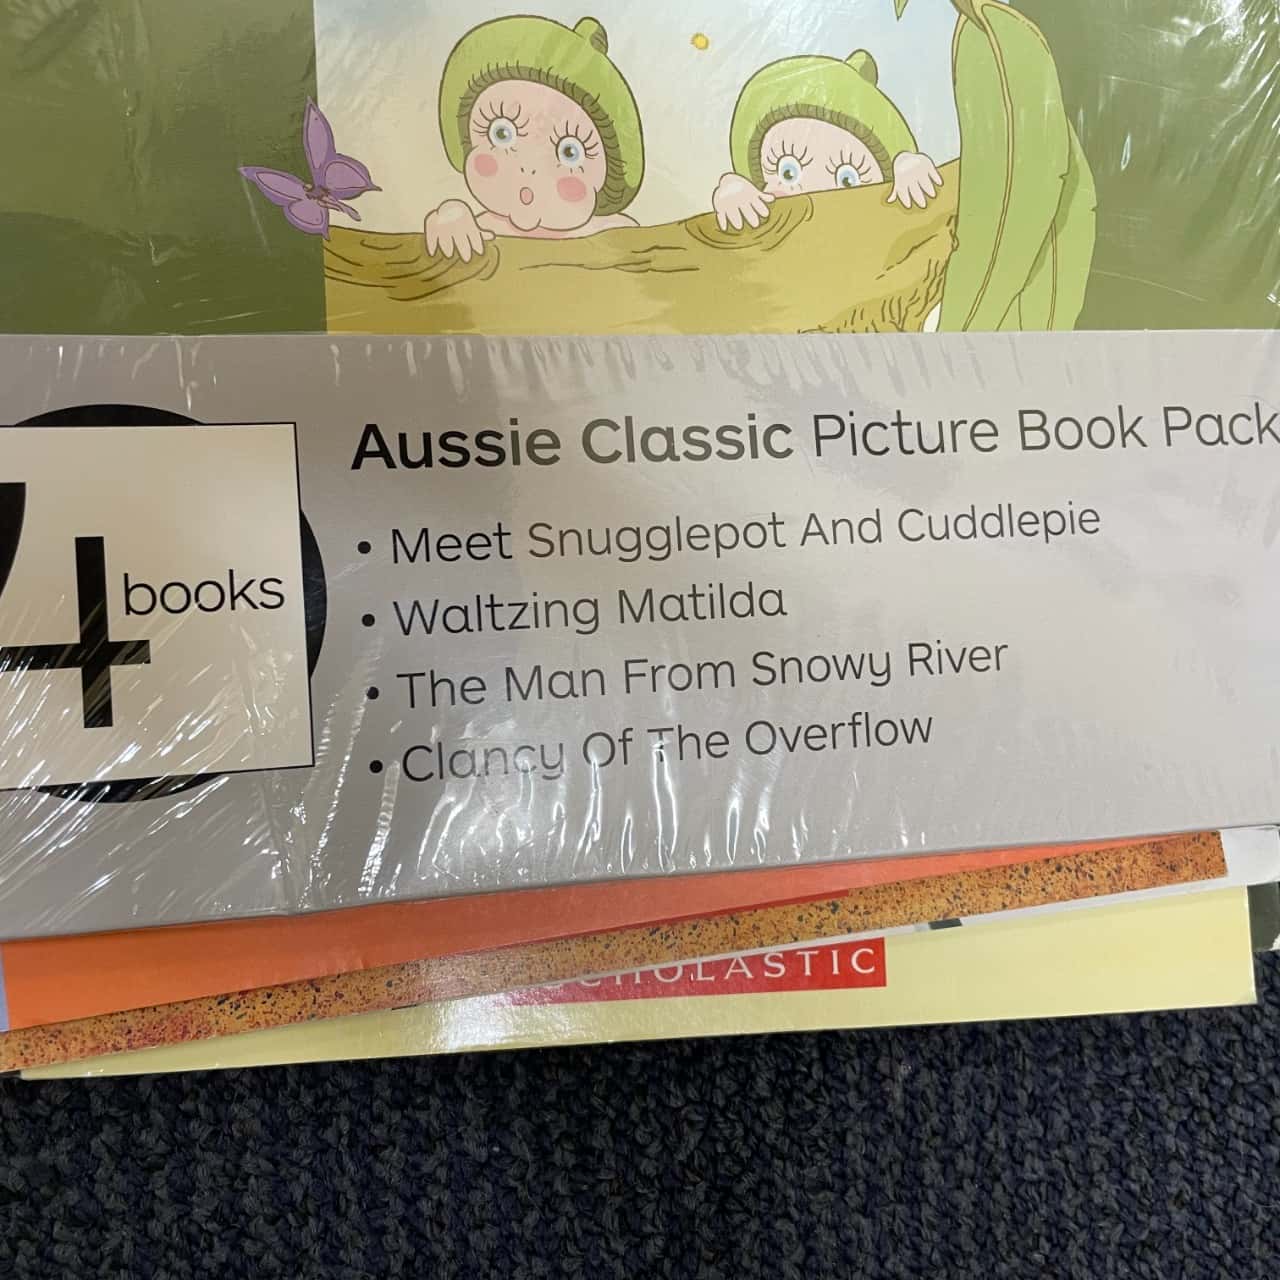 Aussie Classic Picture Book Pack
• Meet Snugglepot And Cuddlepie
4 books
• Waltzing Matilda
• The Man From Snowy River
• Clancy Of The Overflow
SCHOLASTIC